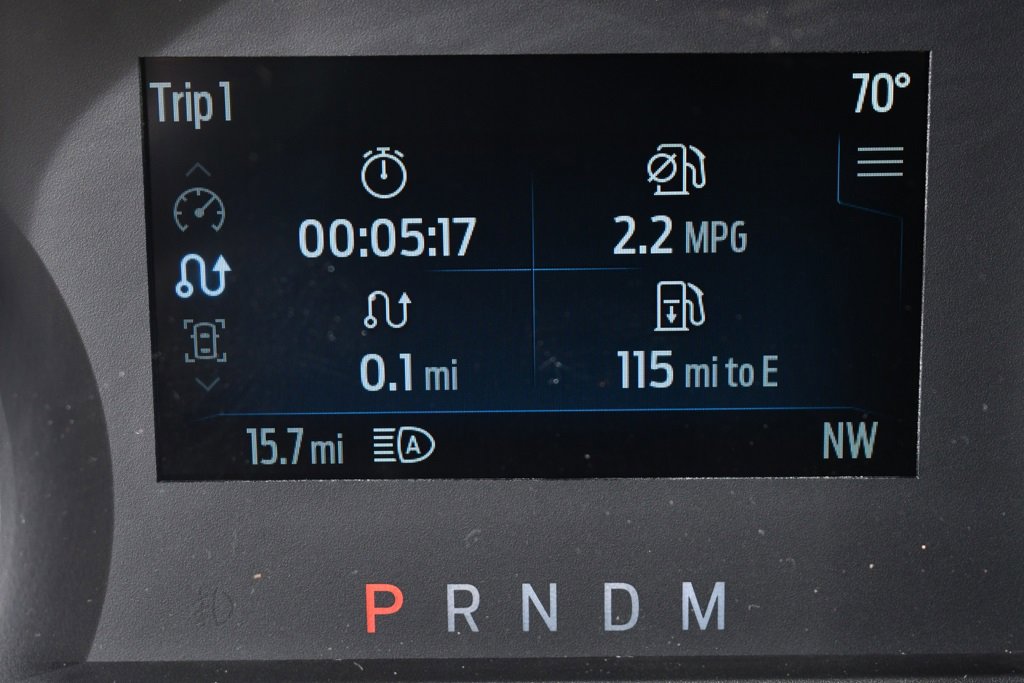 Trip 1
70°
00:05:17
2.2 MPG
0.1 mi
115 mi to E
15.7 mi
A
NW
P R N D M